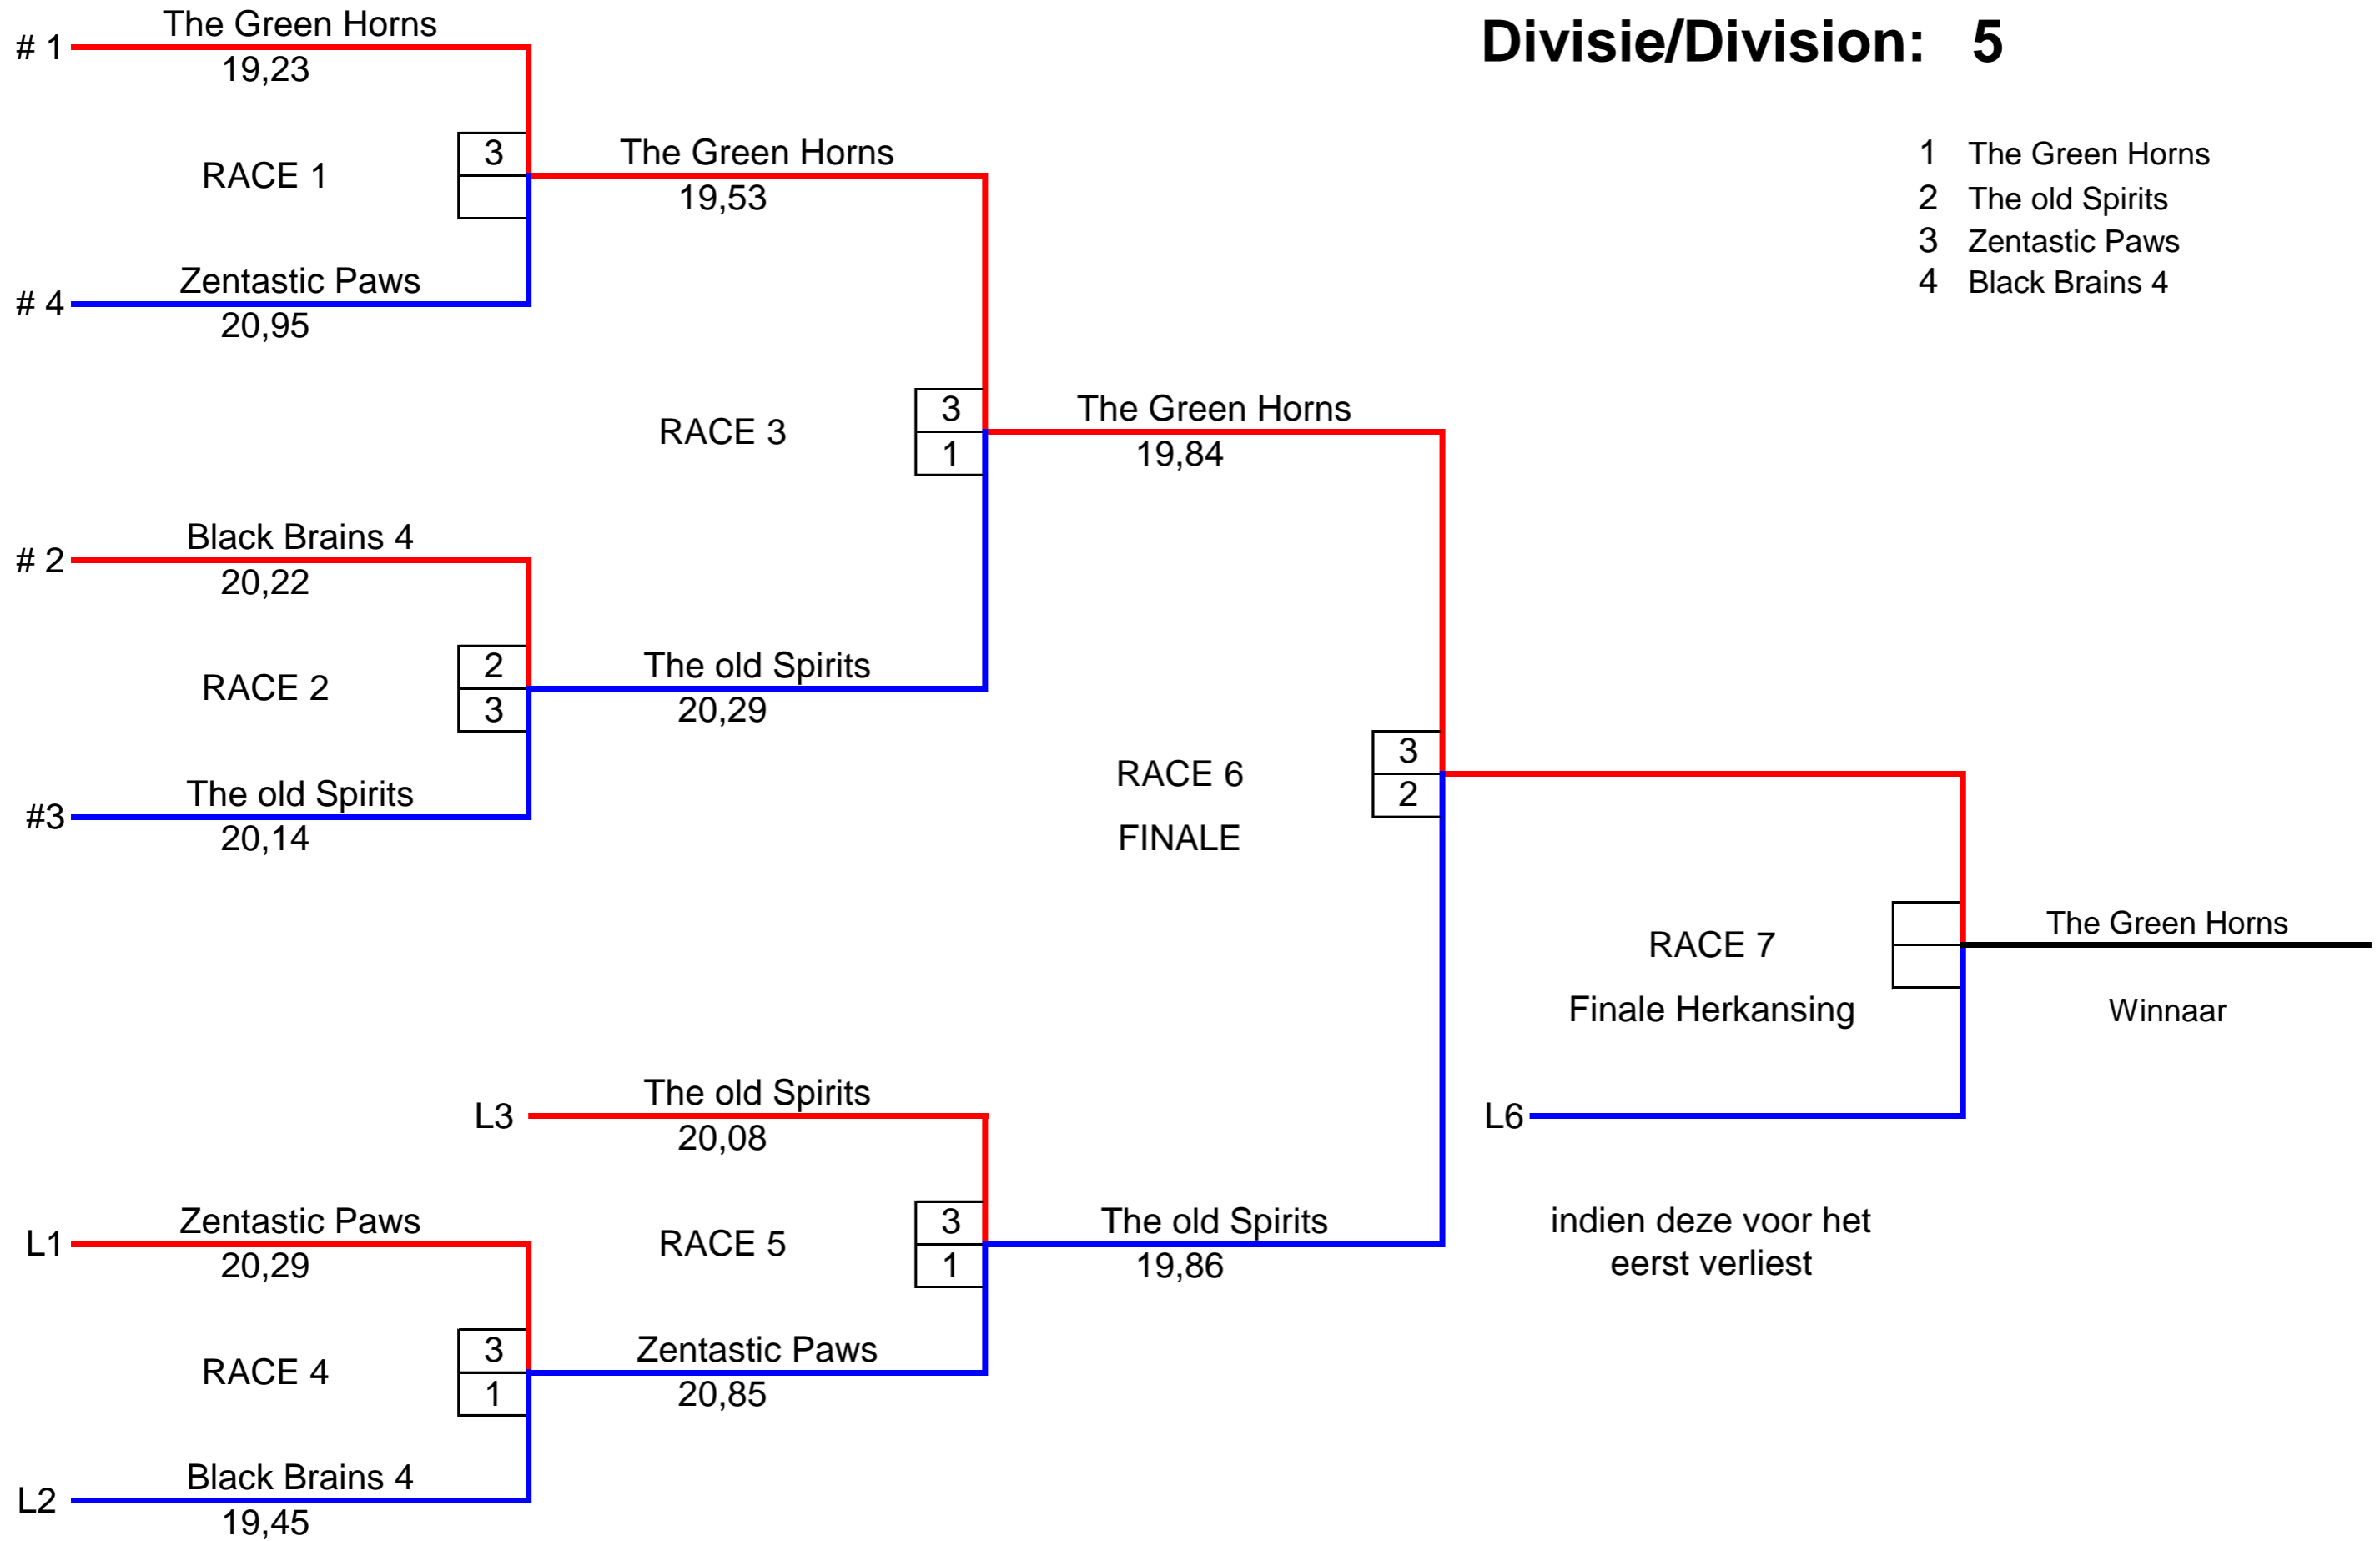 Divisie/Division: 5
1 The Green Horns
2 The old Spirits
3 Zentastic Paws
4 Black Brains 4
# 1
The Green Horns
19,23
RACE 1
3
# 4
Zentastic Paws
20,95
The Green Horns
19,53
# 2
Black Brains 4
20,22
RACE 2
2
3
#3
The old Spirits
20,14
The old Spirits
20,29
RACE 3
3
1
The Green Horns
19,84
L1
Zentastic Paws
20,29
RACE 4
3
1
L2
Black Brains 4
19,45
L3
The old Spirits
20,08
RACE 5
3
1
Zentastic Paws
20,85
The old Spirits
19,86
RACE 6
FINALE
3
2
RACE 7
Finale Herkansing
L6
indien deze voor het
eerst verliest
The Green Horns
Winnaar